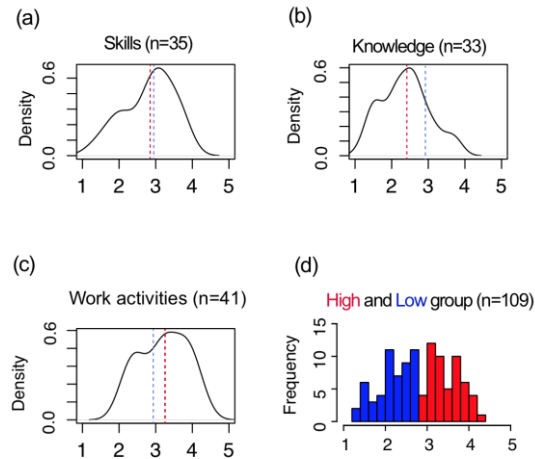 (a)
Skills (n=35)
Density
0.6
0.0
1 2 3 4 5
(b)
Knowledge (n=33)
Density
0.6
0.0
1 2 3 4 5
(c)
Work activities (n=41)
Density
0.6
0.0
1 2 3 4 5
(d)
High and Low group (n=109)
Frequency
15
10
5
0
1 2 3 4 5